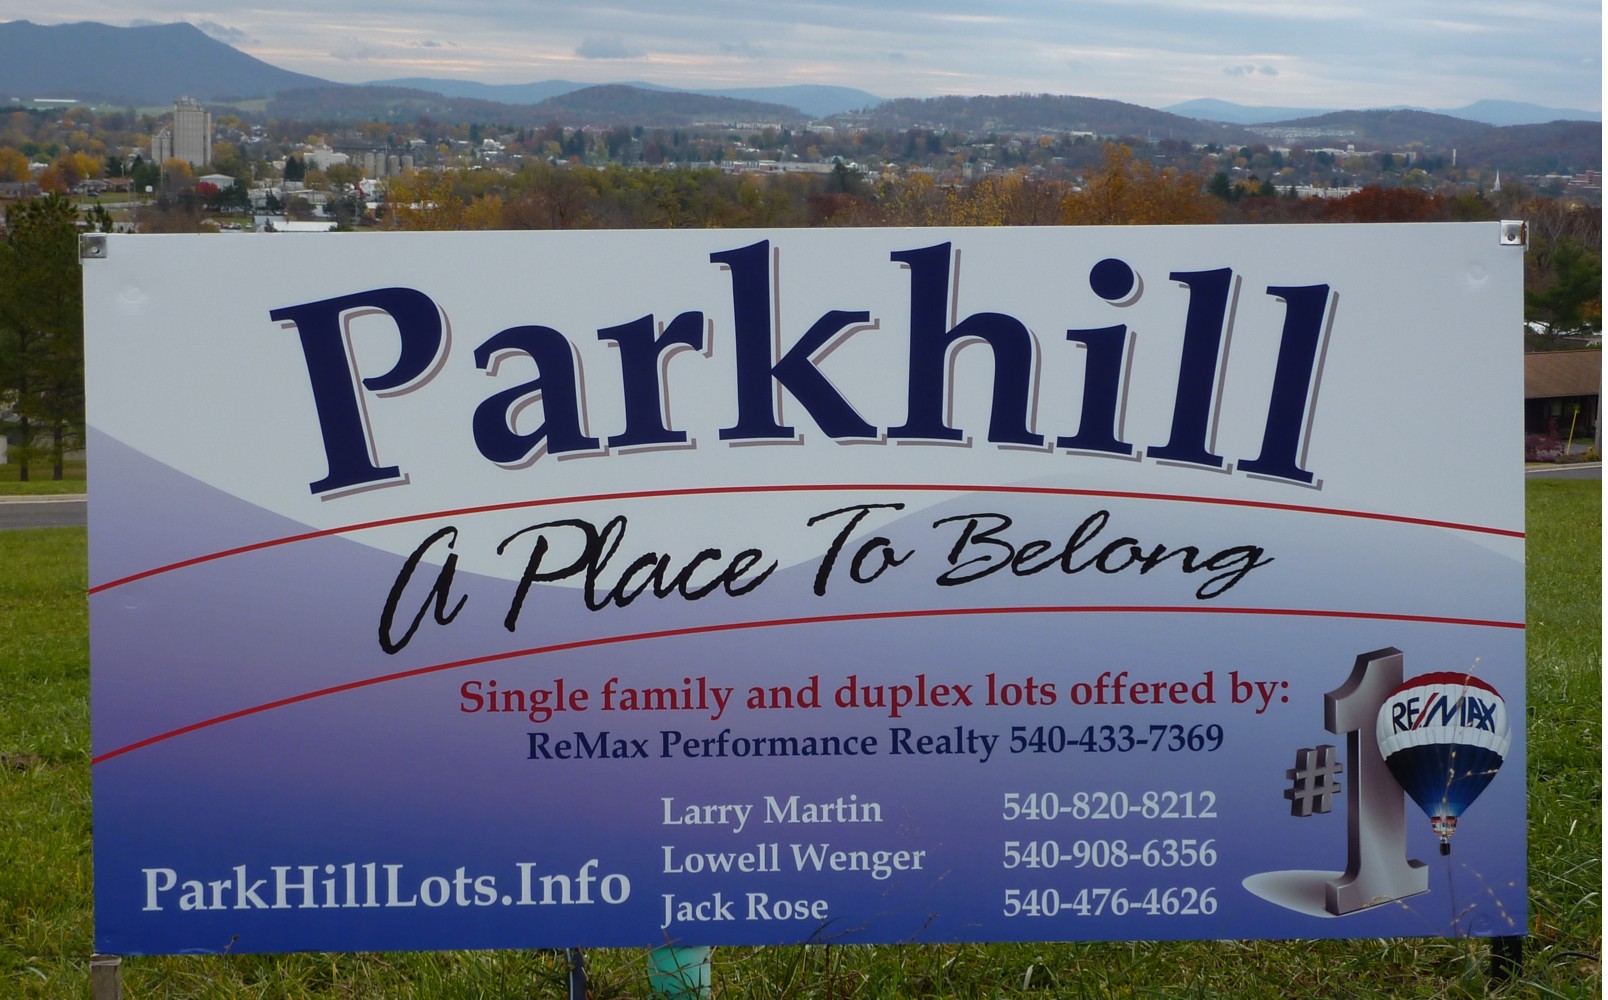 Parkhill
A Place To Belong
Single family and duplex lots offered by:
ReMax Performance Realty 540-433-7369
Larry Martin 540-820-8212
Lowell Wenger 540-908-6356
Jack Rose 540-476-4626
ParkHillLots.Info
#1
RE/MAX